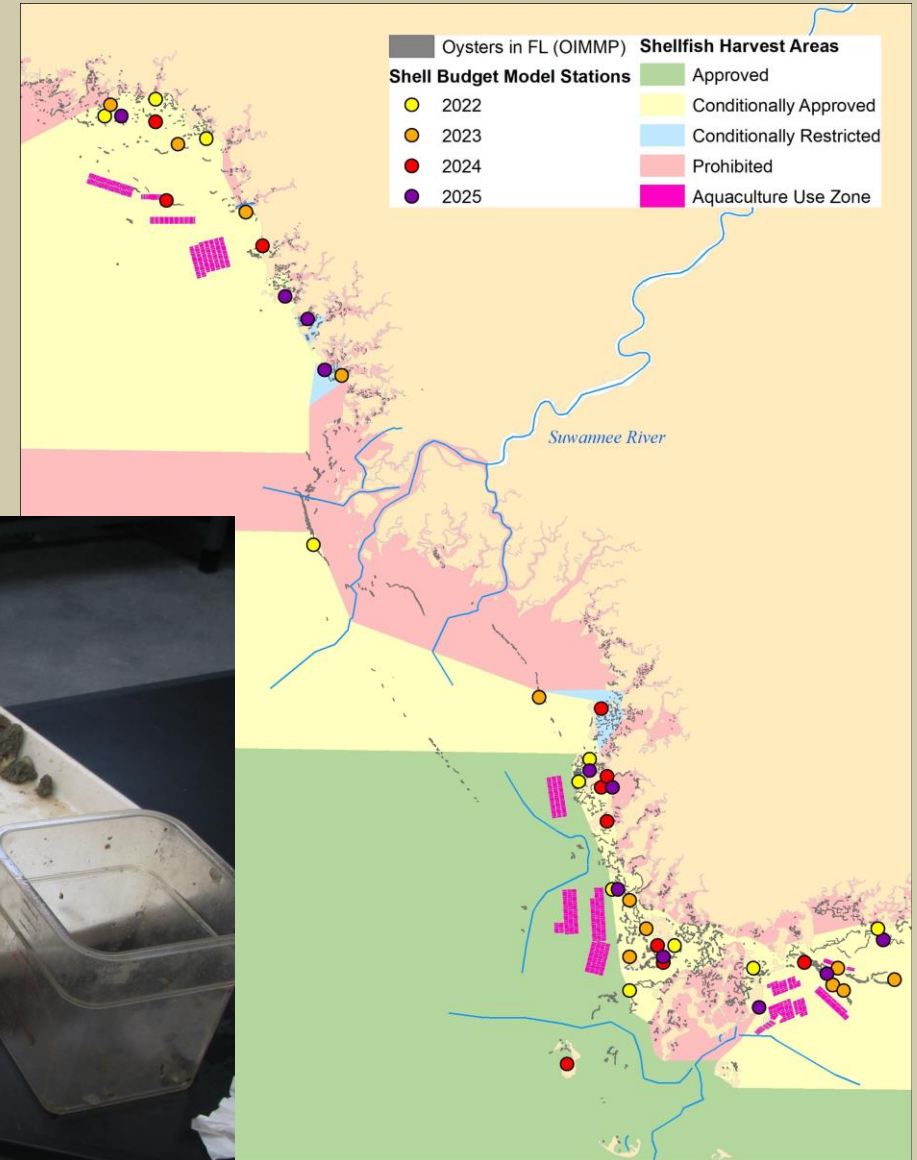 Oysters in FL (OIMMP)
Shell Budget Model Stations
2022
2023
2024
2025
Shellfish Harvest Areas
Approved
Conditionally Approved
Conditionally Restricted
Prohibited
Aquaculture Use Zone
Suwannee River